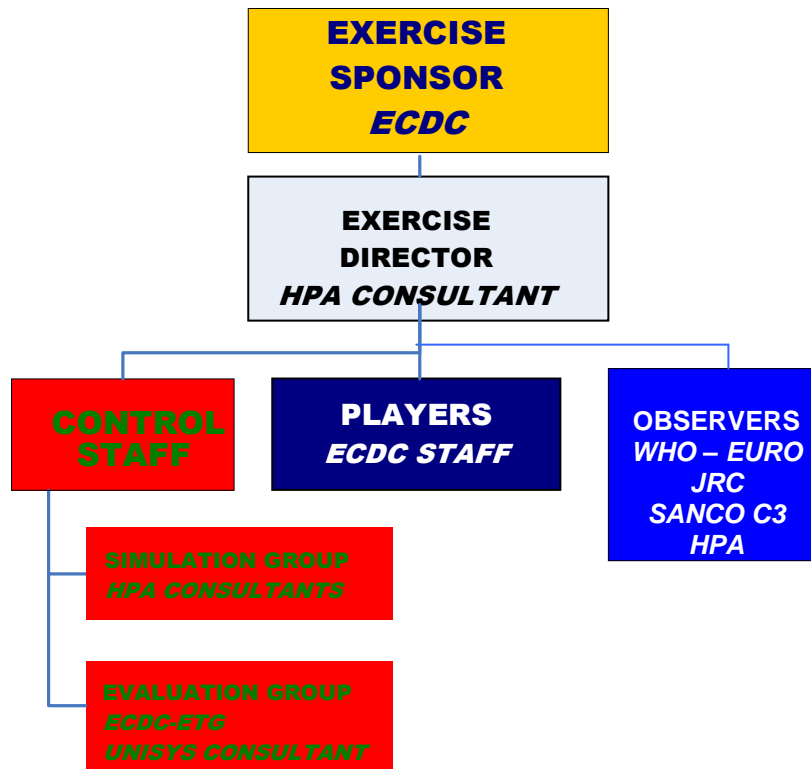 EXERCISE
SPONSOR
ECDC
EXERCISE
DIRECTOR
HPA CONSULTANT
CONTROL
STAFF
PLAYERS
ECDC STAFF
OBSERVERS
WHO – EURO
JRC
SANCO C3
HPA
SIMULATION GROUP
HPA CONSULTANTS
EVALUATION GROUP
ECDC-ETG
UNISYS CONSULTANT